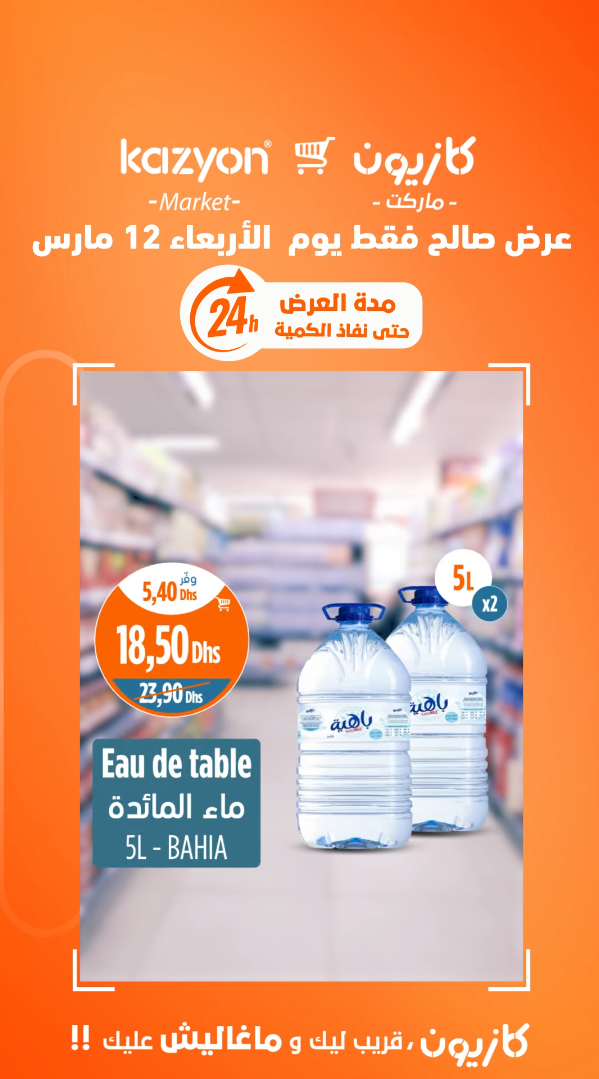 kazyon® كازيون
-Market- - ماركت -
عرض صالح فقط يوم الأربعاء 12 مارس
24h مدة العرض
حتى نفاذ الكمية
وفّر
5,40 Dhs
18,50 Dhs
23,90 Dhs
5L
x2
باهية
باهية
Eau de table
ماء المائدة
5L - BAHIA
كازيون، قريب ليك و ماغاليش عليك !!